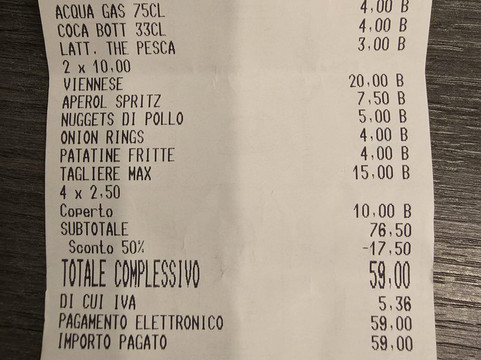 ACQUA GAS 75CL 4,00 B
COCA BOTT 33CL 4,00 B
LATT. THE PESCA 3,00 B
2 x 10,00
VIENNESE 20,00 B
APEROL SPRITZ 7,50 B
NUGGETS DI POLLO 5,00 B
ONION RINGS 4,00 B
PATATINE FRITTE 4,00 B
TAGLIERE MAX 15,00 B
4 x 2,50
Coperto 10,00 B
SUBTOTALE 76,50
Sconto 50% -17,50
TOTALE COMPLESSIVO 59,00
DI CUI IVA 5,36
PAGAMENTO ELETTRONICO 59,00
IMPORTO PAGATO 59,00